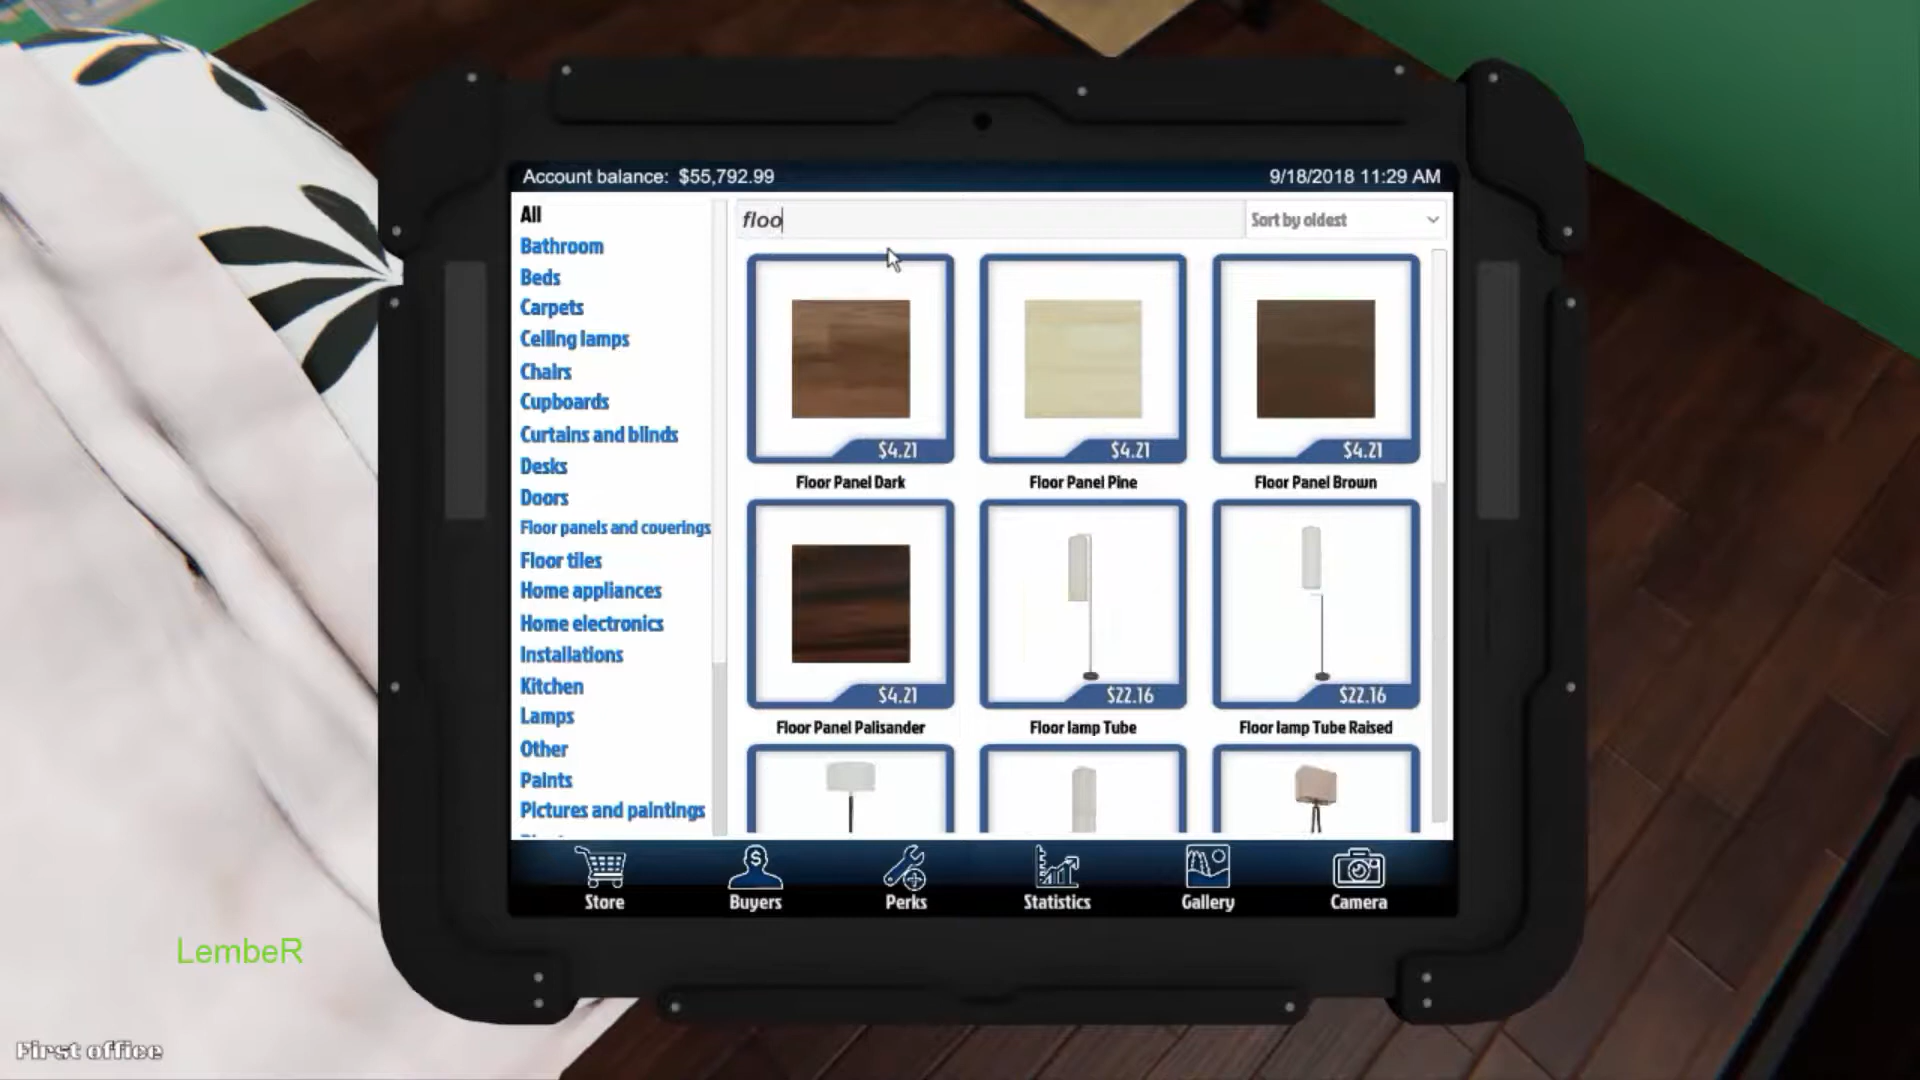 Account balance: $55,792.99
9/18/2018 11:29 AM
All
Bathroom
Beds
Carpets
Ceiling lamps
Chairs
Cupboards
Curtains and blinds
Desks
Doors
Floor panels and coverings
Floor tiles
Home appliances
Home electronics
Installations
Kitchen
Lamps
Other
Paints
Pictures and paintings
floo
Sort by oldest
$4.21
$4.21
$4.21
Floor Panel Dark
Floor Panel Pine
Floor Panel Brown
$4.21
$22.16
$22.16
Floor Panel Palisander
Floor lamp Tube
Floor lamp Tube Raised
Store
Buyers
Perks
Statistics
Gallery
Camera
LembeR
First office